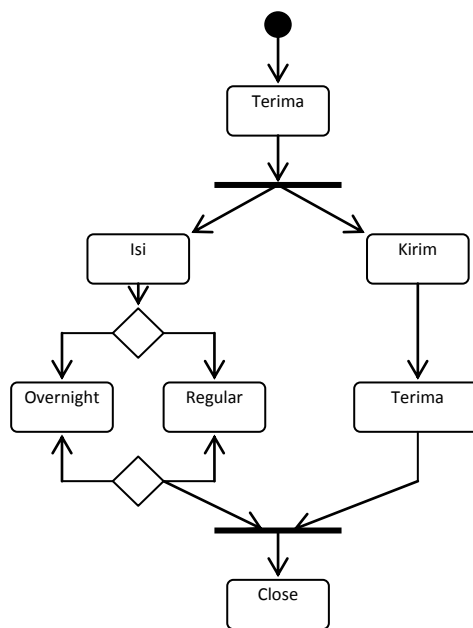 Terima
Isi
Kirim
Overnight
Regular
Terima
Close